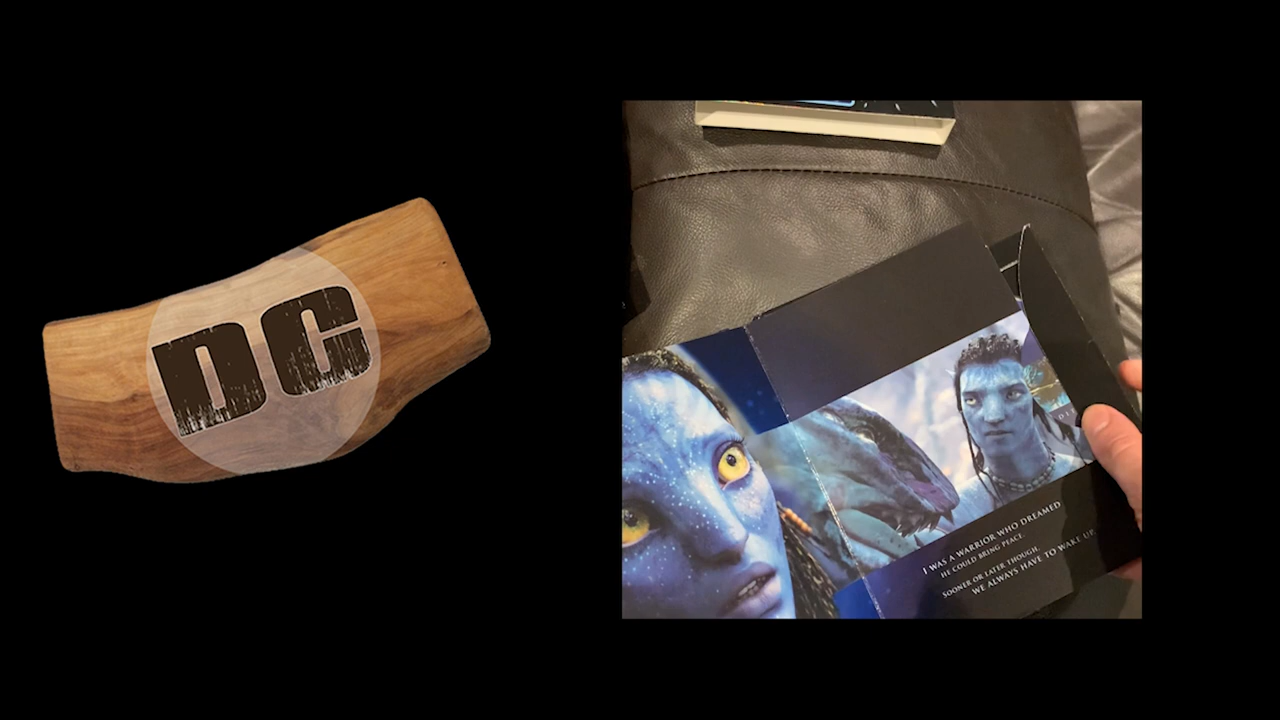 DC
I WAS A WARRIOR WHO DREAMED
HE COULD BRING PEACE.
SOONER OR LATER THOUGH,
WE ALWAYS HAVE TO WAKE UP